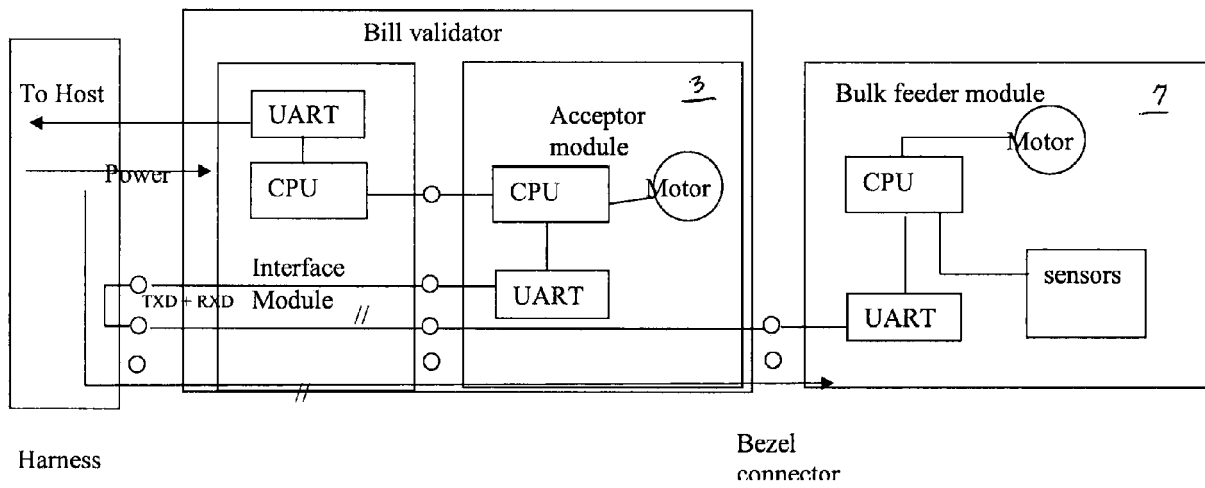 Bill validator
To Host
UART
Power
CPU
Interface
Module
TXD + RXD
//
//
3
Acceptor
module
CPU
Motor
UART
Bulk feeder module
7
Motor
CPU
sensors
UART
Harness
Bezel
connector